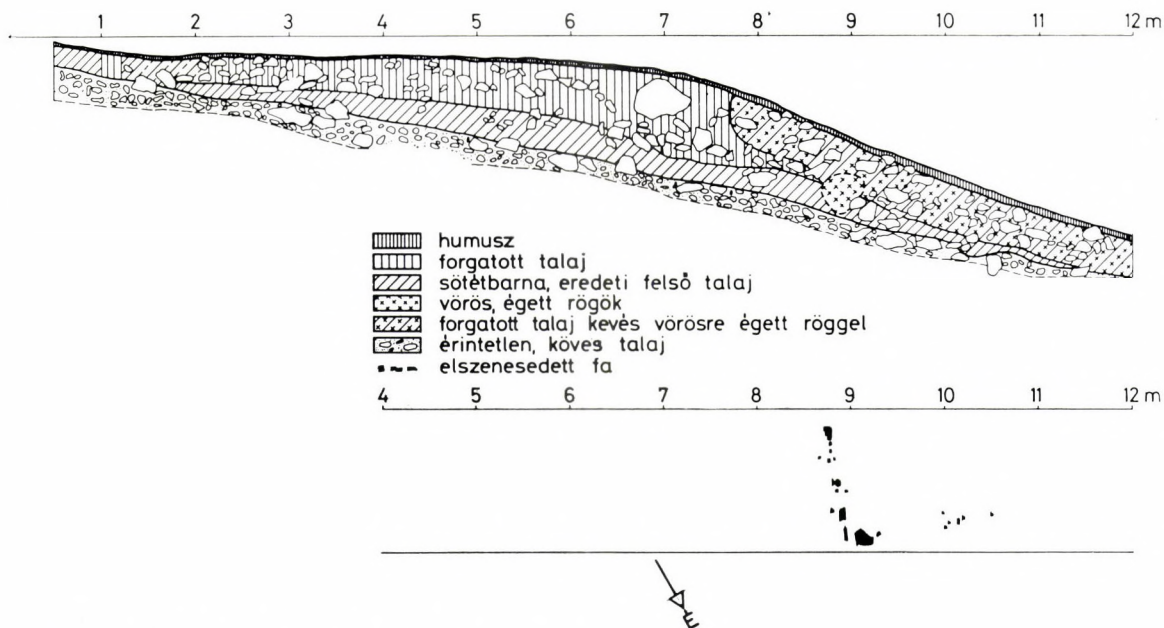 1 2 3 4 5 6 7 8 9 10 11 12 m
humusz
forgatott talaj
sötétbarna, eredeti felső talaj
vörös, égett rögök
forgatott talaj kevés vörösre égett röggel
érintetlen, köves talaj
elszenesedett fa
4 5 6 7 8 9 10 11 12 m
É